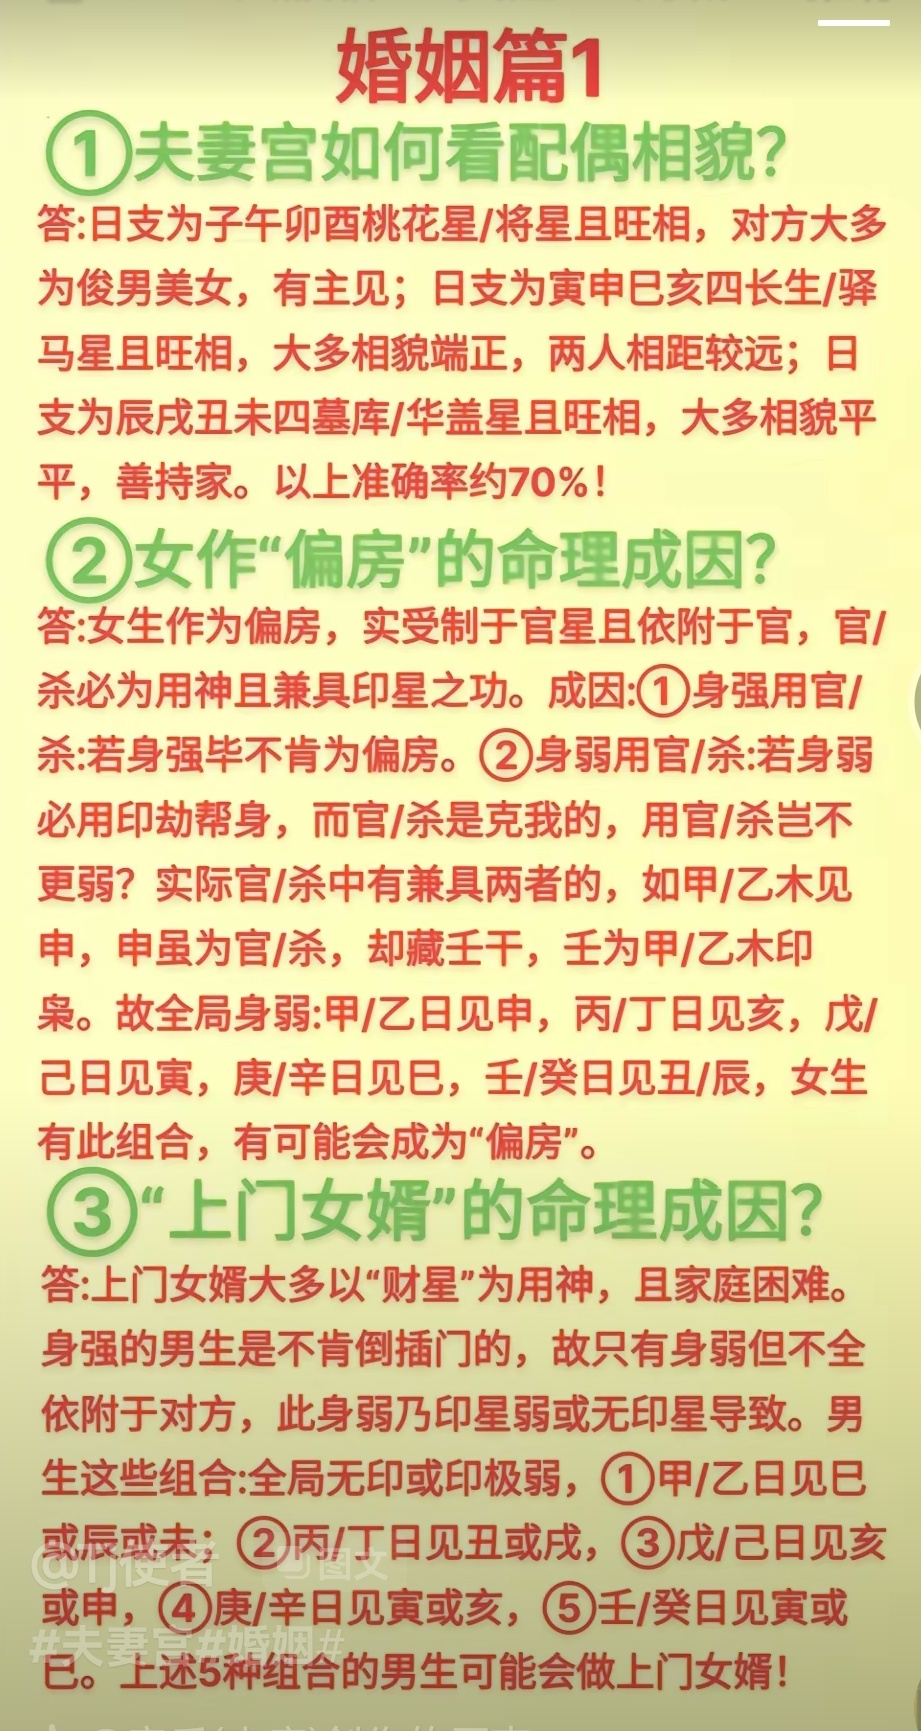 婚姻篇1
①夫妻宫如何看配偶相貌?
答:日支为子午卯酉桃花星/将星且旺相，对方大多
为俊男美女，有主见；日支为寅申巳亥四长生/驿
马星且旺相，大多相貌端正，两人相距较远；日
支为辰戌丑未四墓库/华盖星且旺相，大多相貌平
平，善持家。以上准确率约70%！
②女作“偏房”的命理成因?
答:女生作为偏房，实受制于官星且依附于官，官/
杀必为用神且兼具印星之功。成因:①身强用官/
杀:若身强毕不肯为偏房。②身弱用官/杀:若身弱
必用印劫帮身，而官/杀是克我的，用官/杀岂不
更弱？实际官/杀中有兼具两者的，如甲/乙木见
申，申虽为官/杀，却藏壬干，壬为甲/乙木印
枭。故全局身弱:甲/乙日见申，丙/丁日见亥，戊/
己日见寅，庚/辛日见巳，壬/癸日见丑/辰，女生
有此组合，有可能会成为“偏房”。
③“上门女婿”的命理成因?
答:上门女婿大多以“财星”为用神，且家庭困难。
身强的男生是不肯倒插门的，故只有身弱但不全
依附于对方，此身弱乃印星弱或无印星导致。男
生这些组合:全局无印或印极弱，①甲/乙日见巳
或辰或未；②丙/丁日见丑或戌，③戊/己日见亥
或申，④庚/辛日见寅或亥，⑤壬/癸日见寅或
巳。上述5种组合的男生可能会做上门女婿！
@Tj使者 图文
#夫妻宫#婚姻#